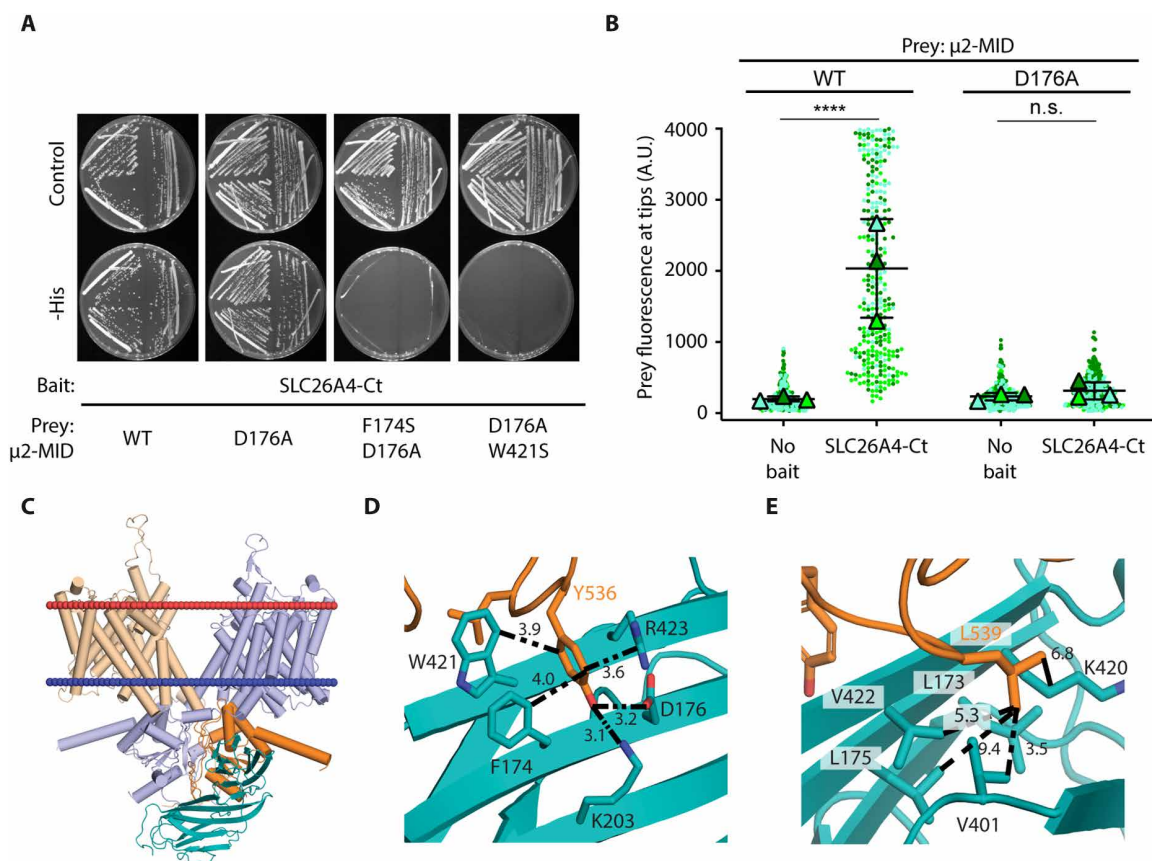 A
Control
-His
Bait:
SLC26A4-Ct
Prey:
μ2-MID
WT
D176A
F174S
D176A
D176A
W421S
B
Prey: μ2-MID
WT
D176A
****
n.s.
Prey fluorescence at tips (A.U.)
4000
3000
2000
1000
0
No
bait
SLC26A4-Ct
No
bait
SLC26A4-Ct
C
D
Y536
3.9
R423
W421
4.0
3.6
D176
3.2
3.1
F174
K203
E
L539
6.8
K420
L173
V422
5.3
9.4
3.5
L175
V401